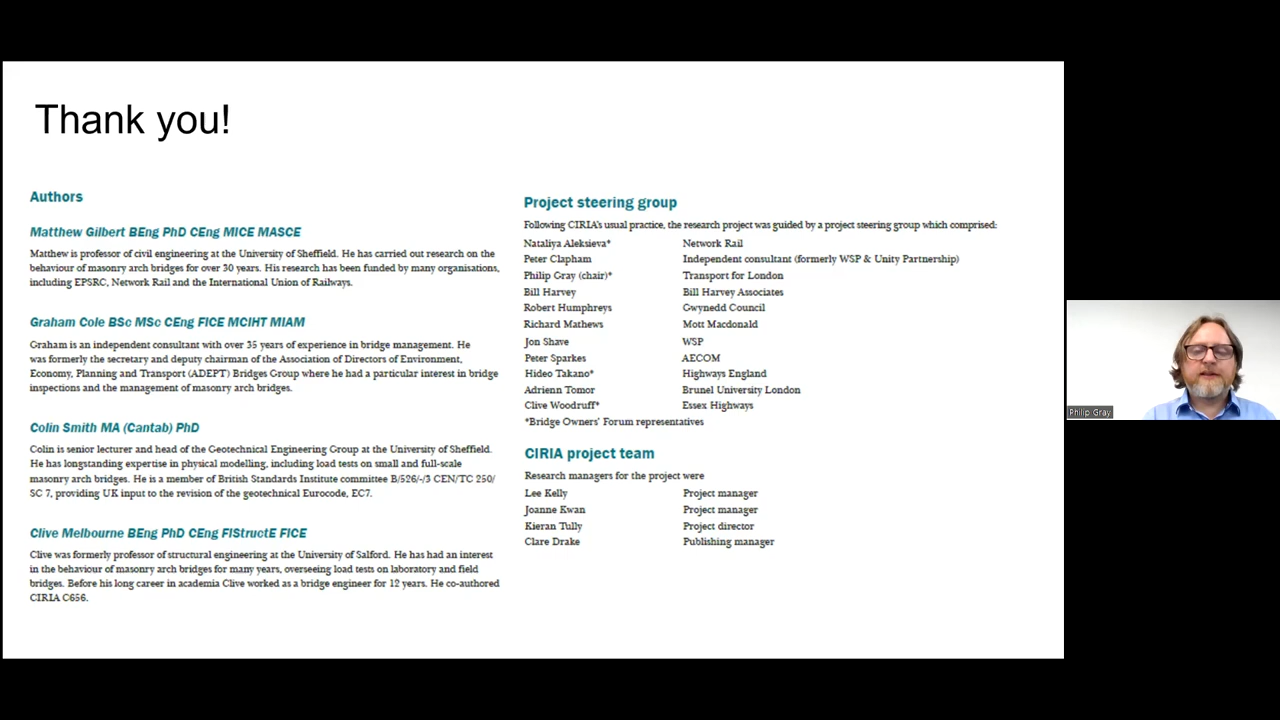 Thank you!
Authors
Matthew Gilbert BEng PhD CEng MICE MASCE
Matthew is professor of civil engineering at the University of Sheffield. He has carried out research on the
behaviour of masonry arch bridges for over 30 years. His research has been funded by many organisations,
including EPSRC, Network Rail and the International Union of Railways.
Graham Cole BSc MSc CEng FICE MCIHT MIAM
Graham is an independent consultant with over 35 years of experience in bridge management. He
was formerly the secretary and deputy chairman of the Association of Directors of Environment,
Economy, Planning and Transport (ADEPT) Bridges Group where he had a particular interest in bridge
inspections and the management of masonry arch bridges.
Colin Smith MA (Cantab) PhD
Colin is senior lecturer and head of the Geotechnical Engineering Group at the University of Sheffield.
He has longstanding expertise in physical modelling, including load tests on small and full-scale
masonry arch bridges. He is a member of British Standards Institute committee B/526/-/3 CEN/TC 250/
SC 7, providing UK input to the revision of the geotechnical Eurocode, EC7.
Clive Melbourne BEng PhD CEng FIStructE FICE
Clive was formerly professor of structural engineering at the University of Salford. He has had an interest
in the behaviour of masonry arch bridges for many years, overseeing load tests on laboratory and field
bridges. Before his long career in academia Clive worked as a bridge engineer for 12 years. He co-authored
CIRIA C656.
Project steering group
Following CIRIA's usual practice, the research project was guided by a project steering group which comprised:
Nataliya Aleksieva* Network Rail
Peter Clapham Independent consultant (formerly WSP & Unity Partnership)
Philip Gray (chair)* Transport for London
Bill Harvey Bill Harvey Associates
Robert Humphreys Gwynedd Council
Richard Mathews Mott Macdonald
Jon Shave WSP
Peter Sparkes AECOM
Hideo Takano* Highways England
Adrienn Tomor Brunel University London
Clive Woodruff* Essex Highways
*Bridge Owners' Forum representatives
CIRIA project team
Research managers for the project were
Lee Kelly Project manager
Joanne Kwan Project manager
Kieran Tully Project director
Clare Drake Publishing manager
Philip Gray